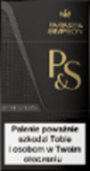 PARKER &
SIMPSON
P&S
Palenie poważnie
szkodzi Tobie
i osobom w Twoim
otoczeniu